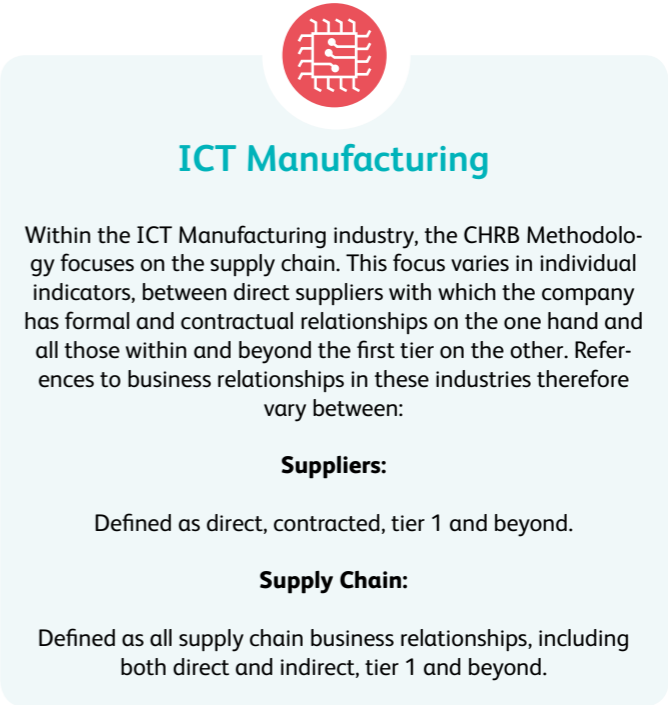 ICT Manufacturing
Within the ICT Manufacturing industry, the CHRB Methodolo-
gy focuses on the supply chain. This focus varies in individual
indicators, between direct suppliers with which the company
has formal and contractual relationships on the one hand and
all those within and beyond the first tier on the other. Refer-
ences to business relationships in these industries therefore
vary between:
Suppliers:
Defined as direct, contracted, tier 1 and beyond.
Supply Chain:
Defined as all supply chain business relationships, including
both direct and indirect, tier 1 and beyond.